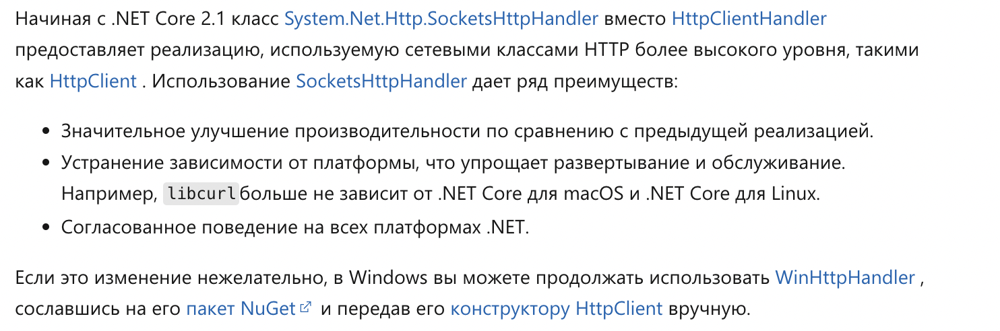 Начиная с .NET Core 2.1 класс System.Net.Http.SocketsHttpHandler вместо HttpClientHandler
предоставляет реализацию, используемую сетевыми классами HTTP более высокого уровня, такими
как HttpClient . Использование SocketsHttpHandler дает ряд преимуществ:
• Значительное улучшение производительности по сравнению с предыдущей реализацией.
• Устранение зависимости от платформы, что упрощает развертывание и обслуживание.
Например, libcurl больше не зависит от .NET Core для macOS и .NET Core для Linux.
• Согласованное поведение на всех платформах .NET.
Если это изменение нежелательно, в Windows вы можете продолжать использовать WinHttpHandler ,
сославшись на его пакет NuGet и передав его конструктору HttpClient вручную.